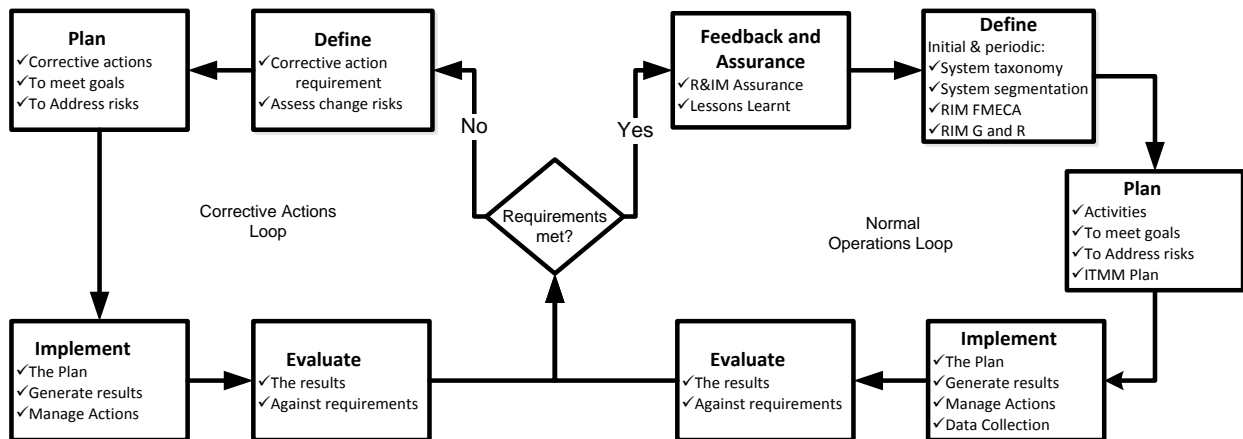 Plan
✓Corrective actions
✓To meet goals
✓To Address risks
Define
✓Corrective action
requirement
✓Assess change risks
Feedback and
Assurance
✓R&IM Assurance
✓Lessons Learnt
Define
Initial & periodic:
✓System taxonomy
✓System segmentation
✓RIM FMECA
✓RIM G and R
No
Yes
Requirements
met?
Corrective Actions
Loop
Normal
Operations Loop
Plan
✓Activities
✓To meet goals
✓To Address risks
✓ITMM Plan
Implement
✓The Plan
✓Generate results
✓Manage Actions
Evaluate
✓The results
✓Against requirements
Evaluate
✓The results
✓Against requirements
Implement
✓The Plan
✓Generate results
✓Manage Actions
✓Data Collection